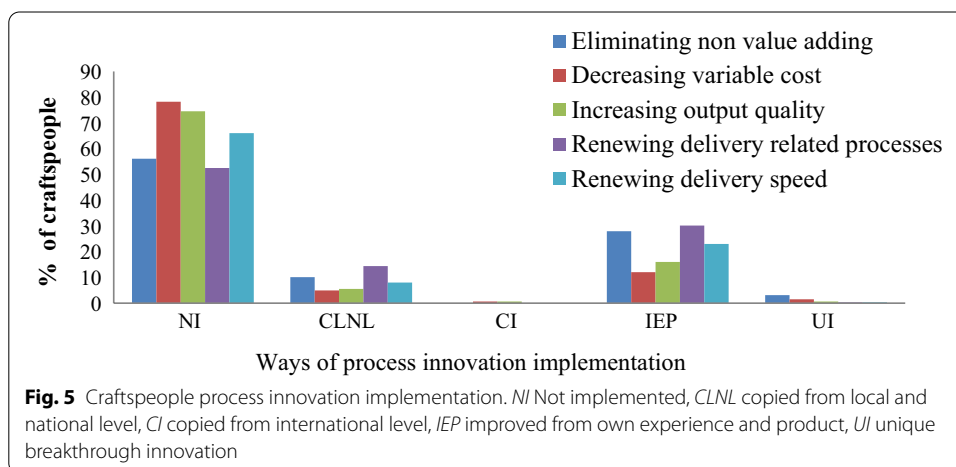 Eliminating non value adding
Decreasing variable cost
Increasing output quality
Renewing delivery related processes
Renewing delivery speed
% of craftspeople
90
80
70
60
50
40
30
20
10
0
NI CLNL CI IEP UI
Ways of process innovation implementation
Fig. 5 Craftspeople process innovation implementation. NI Not implemented, CLNL copied from local and
national level, CI copied from international level, IEP improved from own experience and product, UI unique
breakthrough innovation